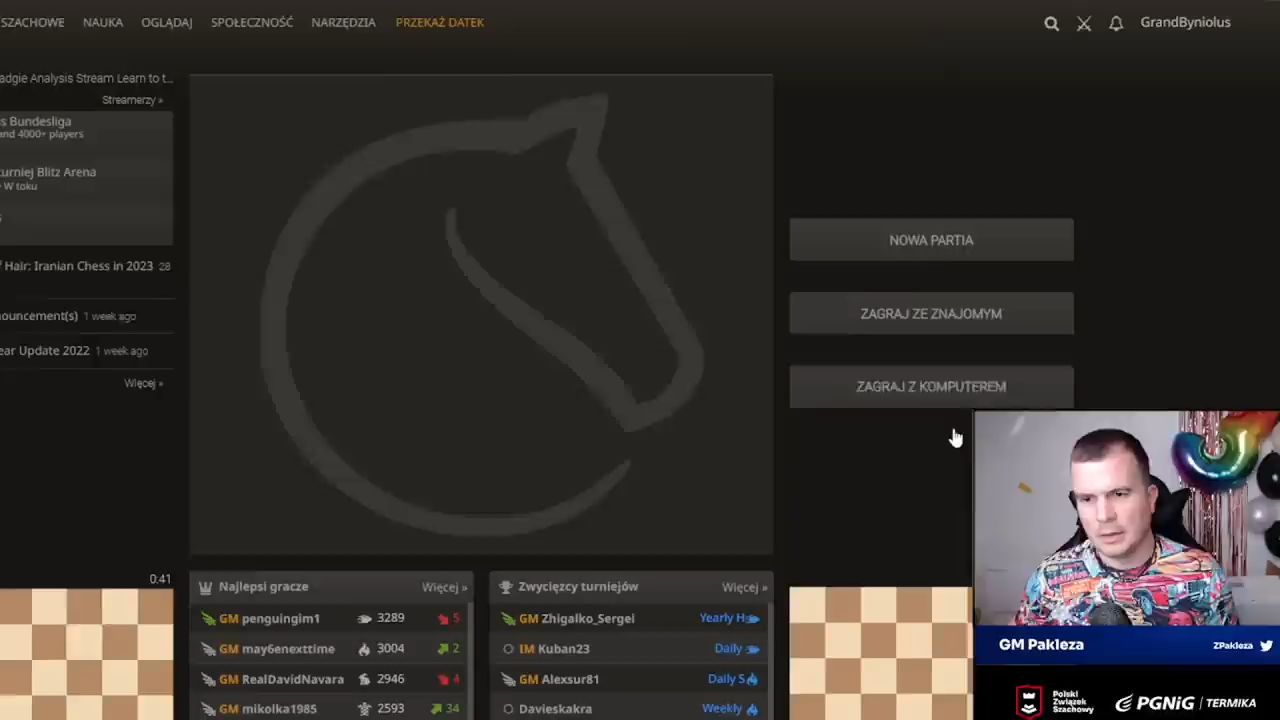 SZACHOWE NAUKA OGLĄDAJ SPOŁECZNOŚĆ NARZĘDZIA PRZEKAŻ DATEK
GrandByniolus
adgie Analysis Stream Learn to t...
Streamerzy »
s Bundesliga
and 4000+ players
urniej Blitz Arena
W toku
Hair: Iranian Chess in 2023 28
ouncement(s) 1 week ago
ear Update 2022 1 week ago
Więcej »
NOWA PARTIA
ZAGRAJ ZE ZNAJOMYM
ZAGRAJ Z KOMPUTEREM
0:41
Najlepsi gracze Więcej »
GM penguingim1 3289 5
GM may6enexttime 3004 2
GM RealDavidNavara 2946 4
GM mikolka1985 2593 34
Zwycięzcy turniejów Więcej »
GM Zhigalko_Sergei Yearly H
IM Kuban23 Daily
GM Alexsur81 Daily S
Davieskakra Weekly
GM Pakleza ZPakleza
Polski
Związek
Szachowy
PGNiG | TERMIKA